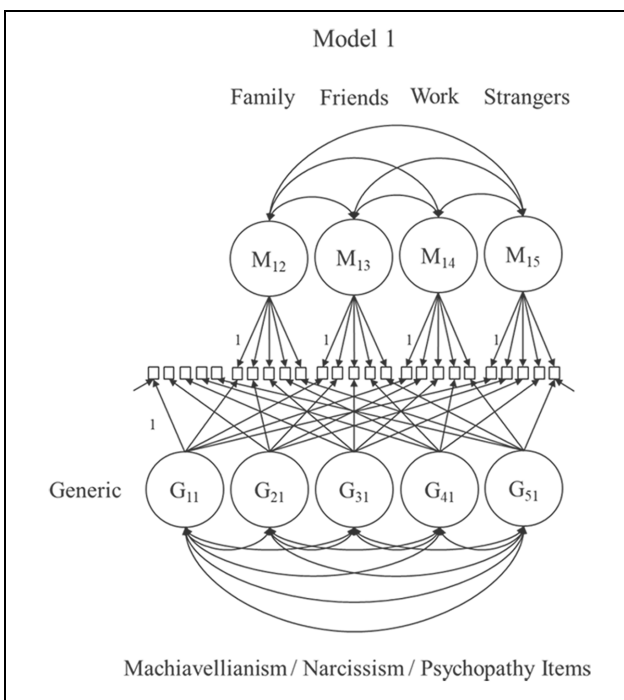 Model 1
Family Friends Work Strangers
M12 M13 M14 M15
1 1 1 1
1
Generic G11 G21 G31 G41 G51
Machiavellianism / Narcissism / Psychopathy Items